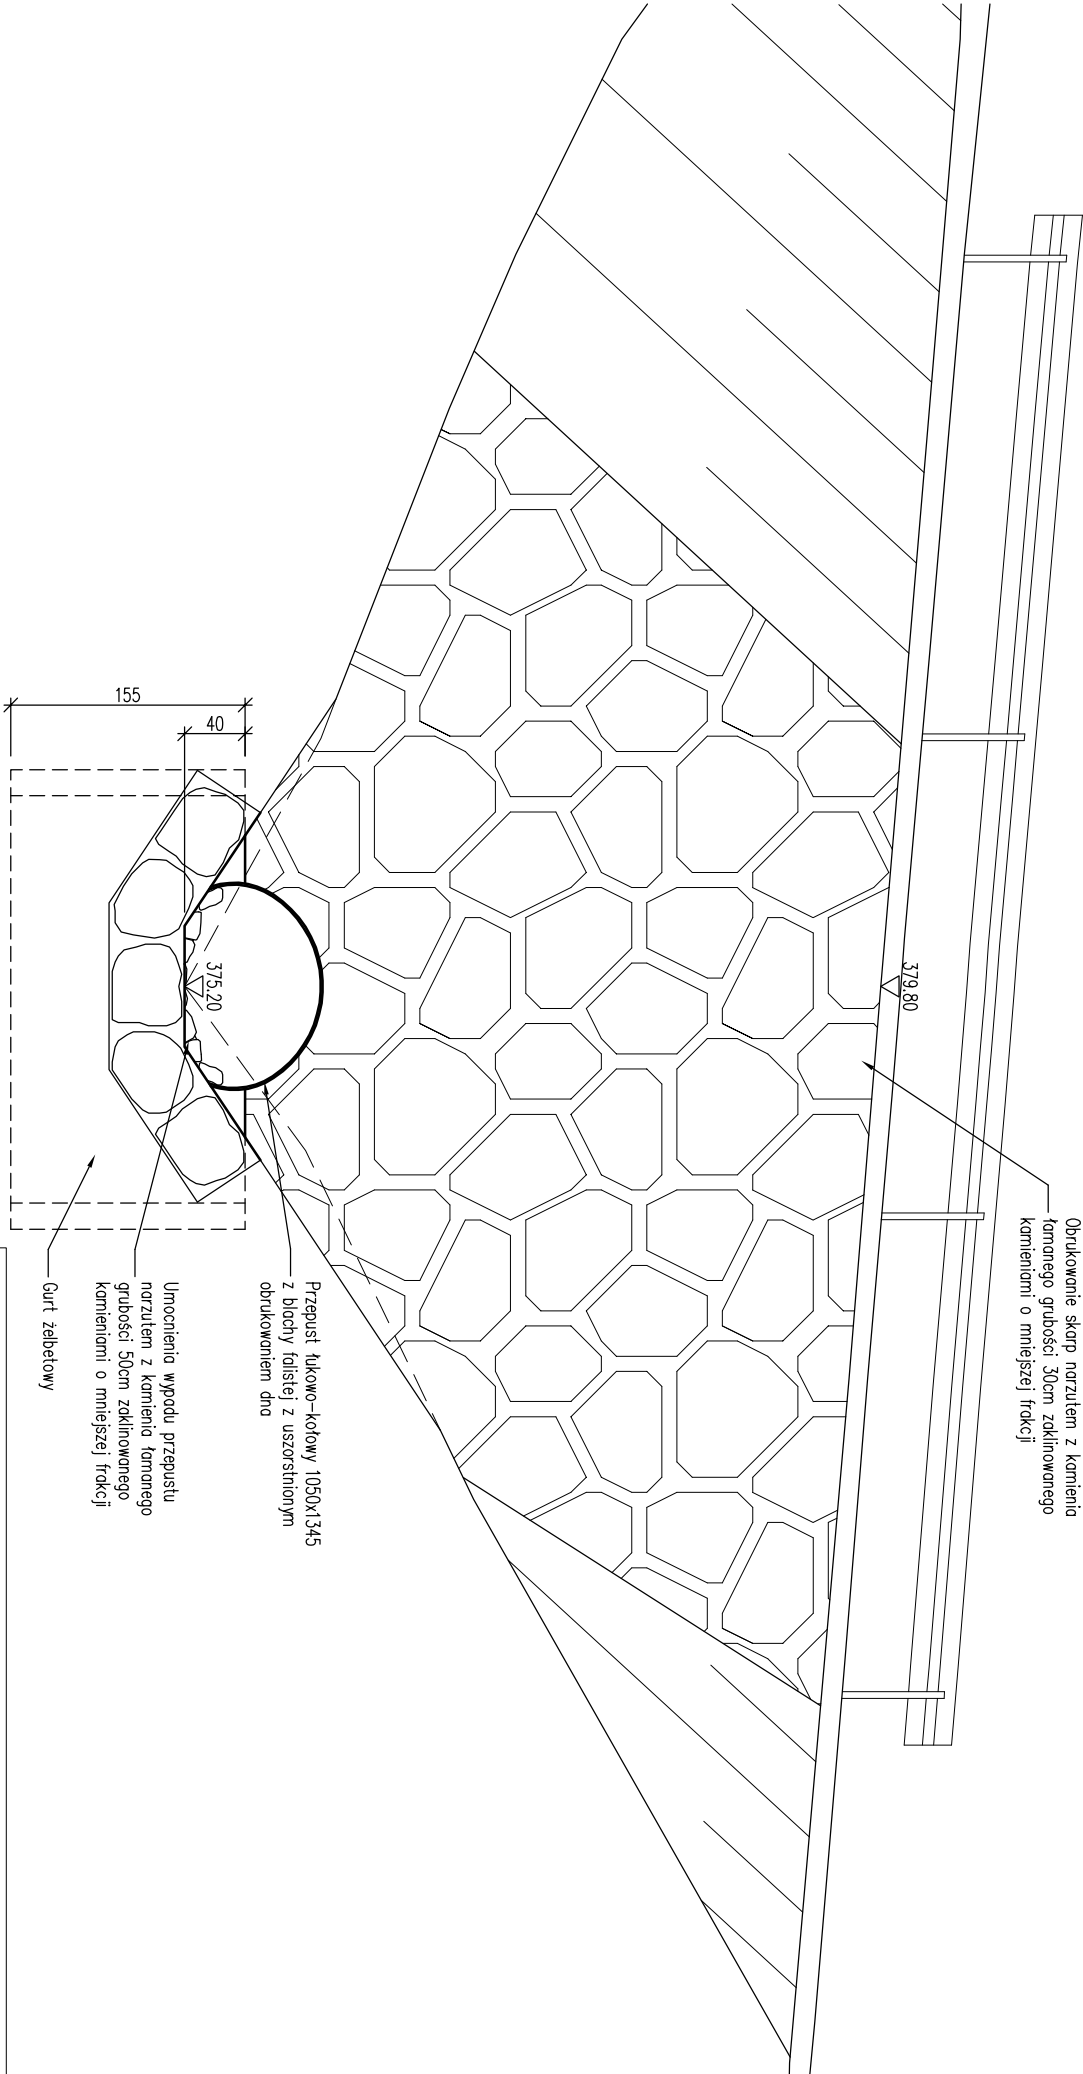 Obrukowanie skarp narzutem z kamienia
łamanego grubości 30cm zaklinowanego
kamieniami o mniejszej frakcji
379.80
375.20
Przepust łukowo-kołowy 1050x1345
z blachy falistej z uszorstnionym
obrukowaniem dna
Umocnienia wypadu przepustu
narzutem z kamienia łamanego
grubości 50cm zaklinowanego
kamieniami o mniejszej frakcji
Gurt żelbetowy
155
40